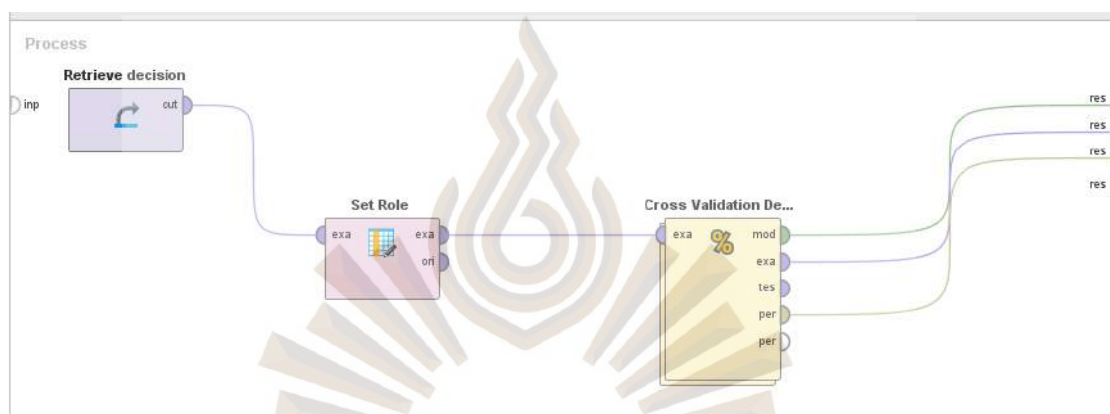 Process
Retrieve decision
inp
out
Set Role
exa
exa
ori
Cross Validation De...
exa
mod
exa
tes
per
per
res
res
res
res